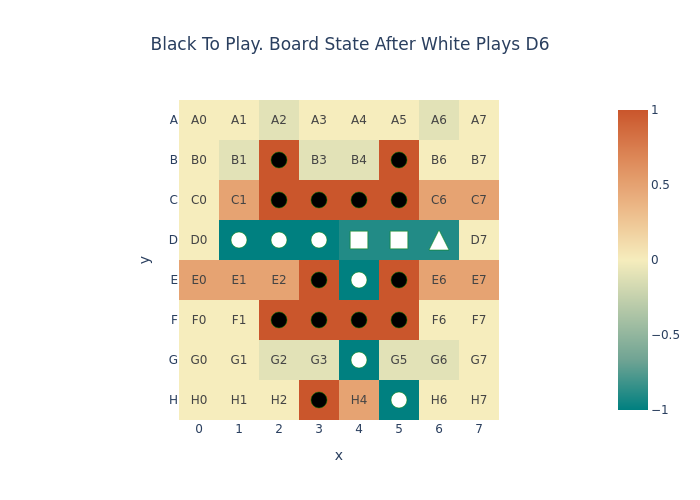 Black To Play. Board State After White Plays D6
A A0 A1 A2 A3 A4 A5 A6 A7
B B0 B1 B3 B4 B6 B7
C C0 C1 C6 C7
D D0 D7
E E0 E1 E2 E6 E7
F F0 F1 F6 F7
G G0 G1 G2 G3 G5 G6 G7
H H0 H1 H2 H4 H6 H7
0 1 2 3 4 5 6 7
x
y
1
0.5
0
−0.5
−1